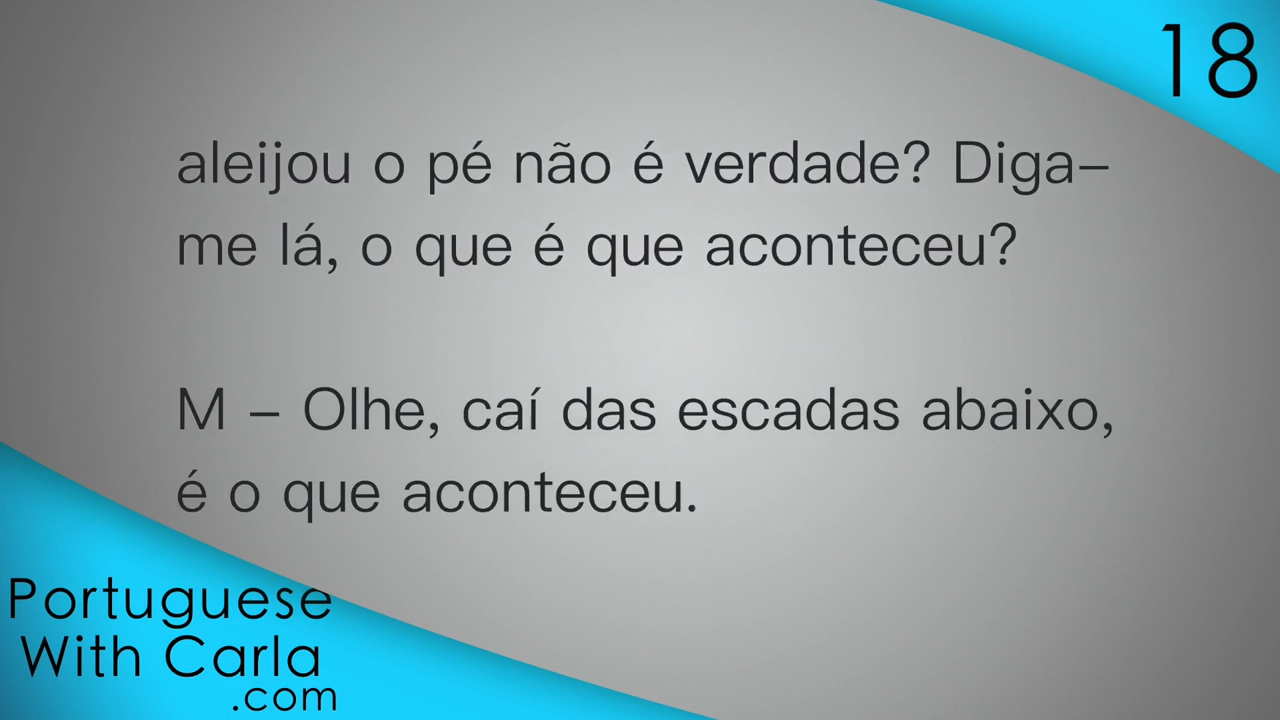 18
aleijou o pé não é verdade? Diga–
me lá, o que é que aconteceu?
M – Olhe, caí das escadas abaixo,
é o que aconteceu.
Portuguese
With Carla
.com